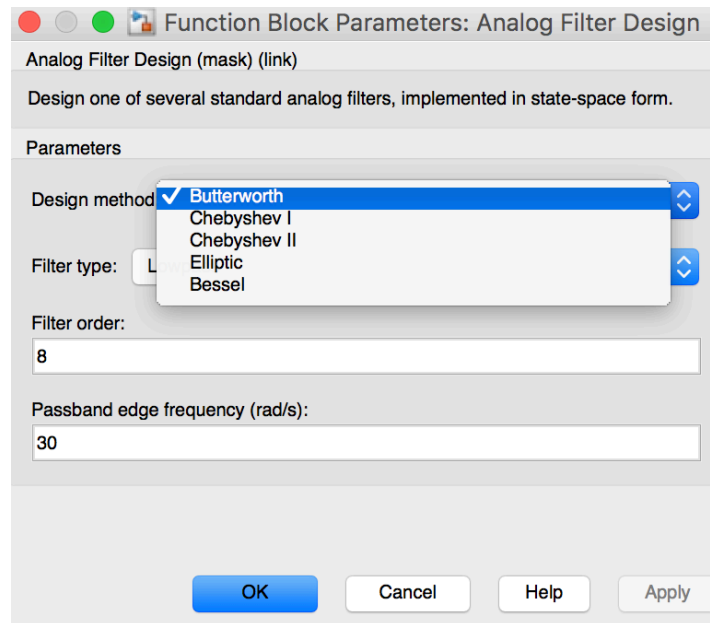 Function Block Parameters: Analog Filter Design
Analog Filter Design (mask) (link)
Design one of several standard analog filters, implemented in state-space form.
Parameters
Design method
✓ Butterworth
Chebyshev I
Chebyshev II
Elliptic
Bessel
Filter type:
Filter order:
8
Passband edge frequency (rad/s):
30
OK Cancel Help Apply